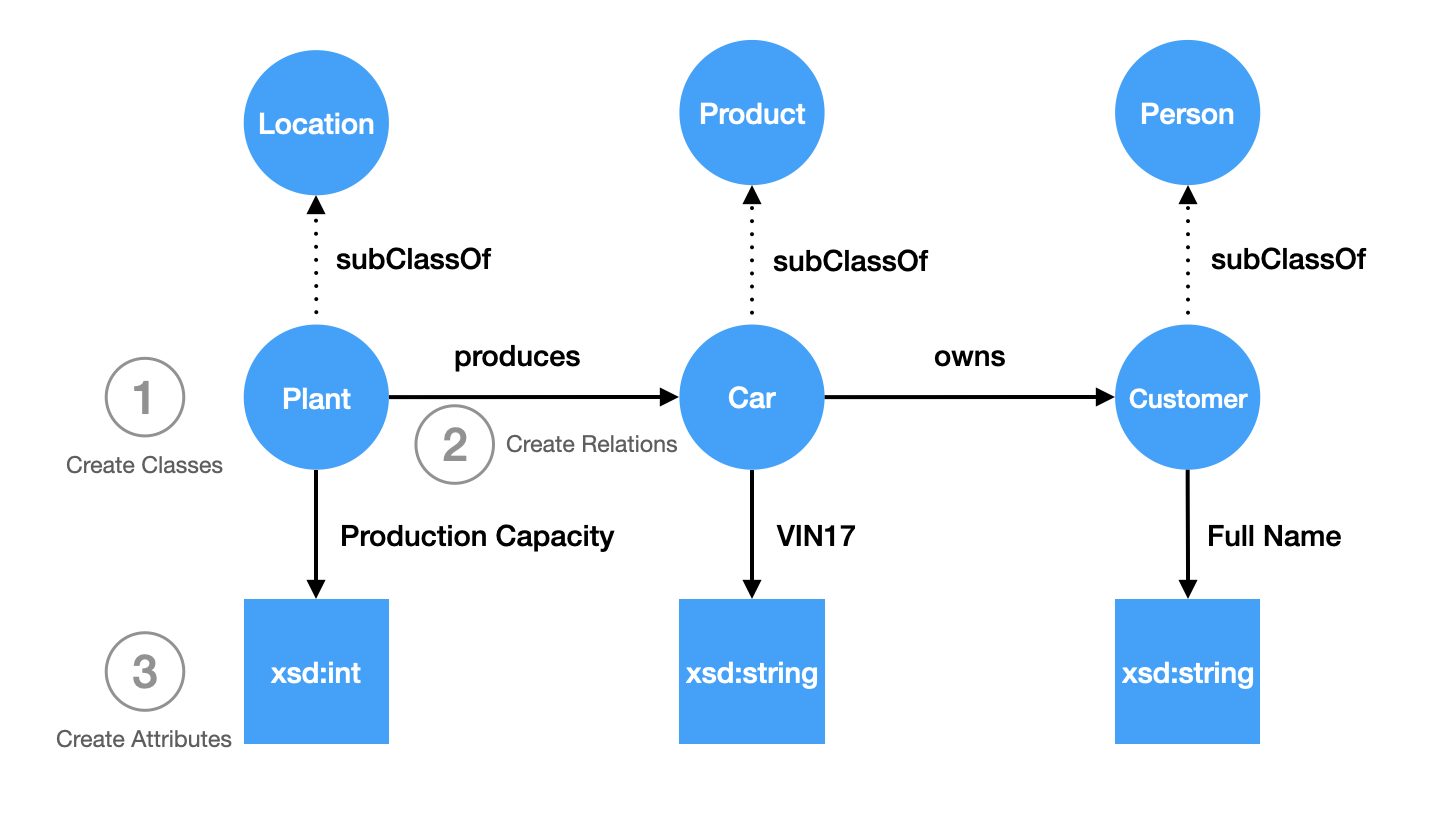 Location
Product
Person
subClassOf
subClassOf
subClassOf
produces
owns
1
Plant
Car
Customer
2
Create Relations
Create Classes
Production Capacity
VIN17
Full Name
3
xsd:int
xsd:string
xsd:string
Create Attributes